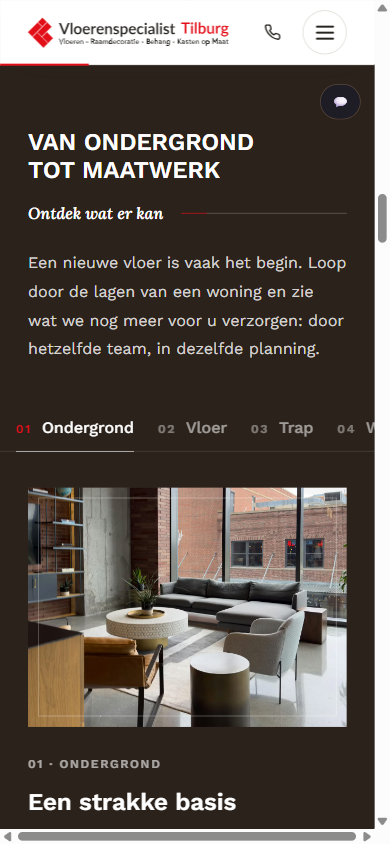 Vloerenspecialist Tilburg
Vloeren - Raamdecoratie - Behang - Kasten op Maat
VAN ONDERGROND
TOT MAATWERK
Ontdek wat er kan
Een nieuwe vloer is vaak het begin. Loop
door de lagen van een woning en zie
wat we nog meer voor u verzorgen: door
hetzelfde team, in dezelfde planning.
01 Ondergrond 02 Vloer 03 Trap 04
01 · ONDERGROND
Een strakke basis